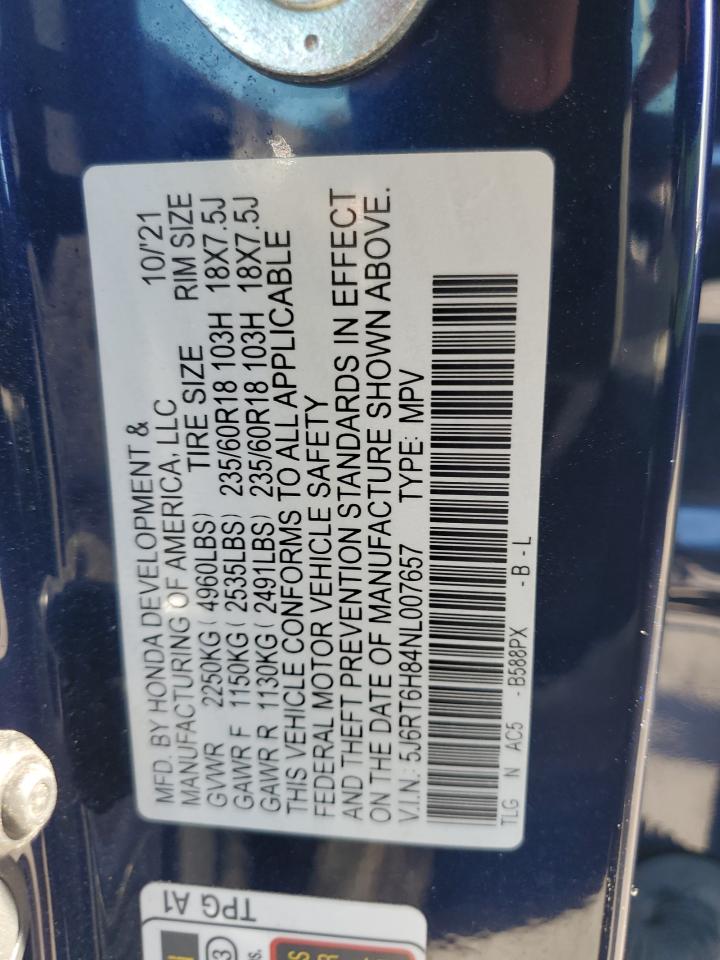 MFD. BY HONDA DEVELOPMENT & 10/'21
MANUFACTURING OF AMERICA, LLC
TIRE SIZE RIM SIZE
GVWR 2250KG ( 4960LBS)
GAWR F 1150KG ( 2535LBS) 235/60R18 103H 18X7.5J
GAWR R 1130KG ( 2491LBS) 235/60R18 103H 18X7.5J
THIS VEHICLE CONFORMS TO ALL APPLICABLE
FEDERAL MOTOR VEHICLE SAFETY
AND THEFT PREVENTION STANDARDS IN EFFECT
ON THE DATE OF MANUFACTURE SHOWN ABOVE.
V.I.N.: 5J6RT6H84NL007657 TYPE: MPV
TLG N AC5 - B588PX - B - L
TPG A1